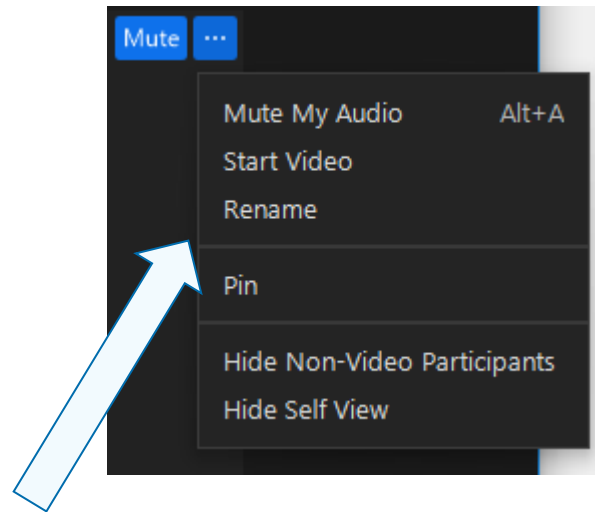 Mute ...
Mute My Audio Alt+A
Start Video
Rename
Pin
Hide Non-Video Participants
Hide Self View